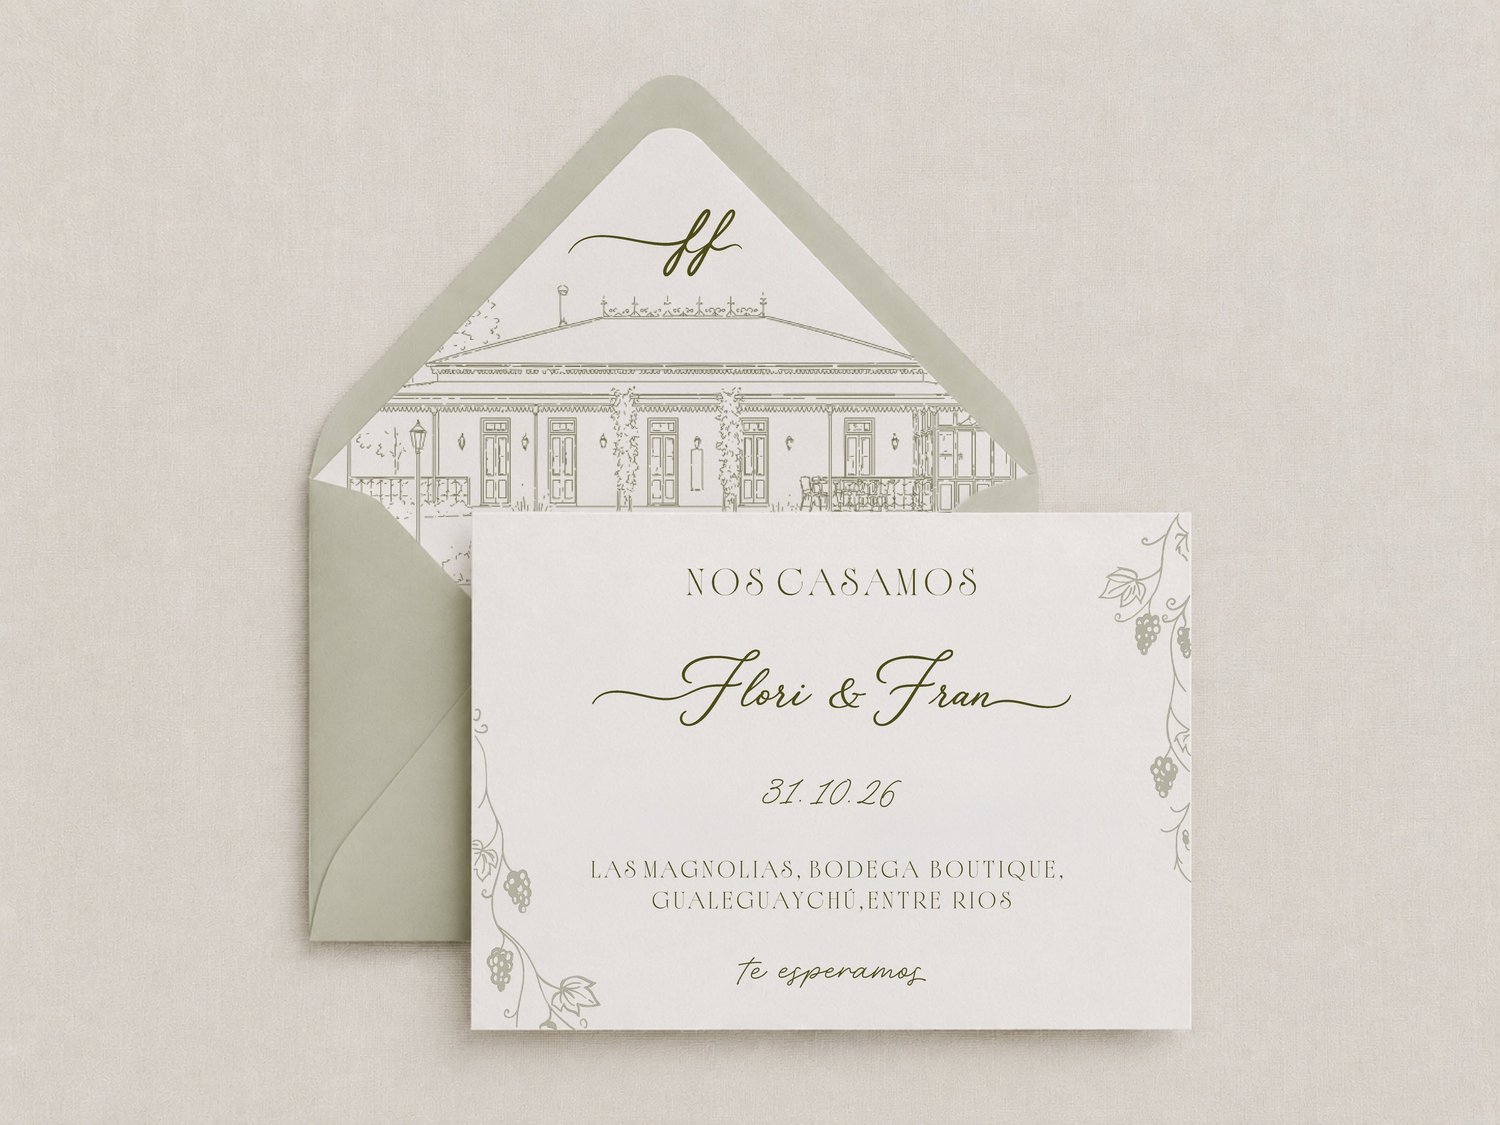 ff
NOS CASAMOS
Flori & Fran
31.10.26
LAS MAGNOLIAS, BODEGA BOUTIQUE,
GUALEGUAYCHÚ,ENTRE RIOS
te esperamos